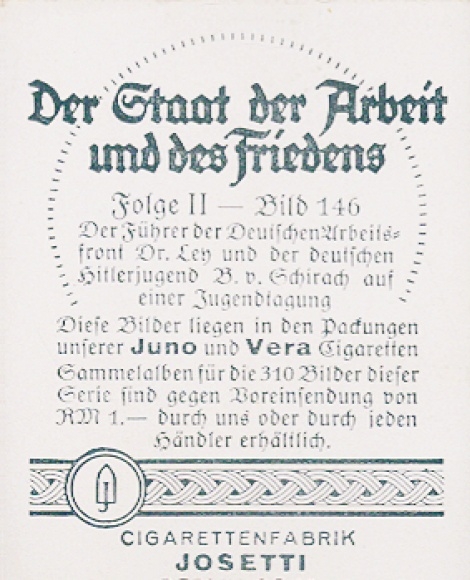 Der Staat der Arbeit
und des Friedens
Folge II — Bild 146
Der Führer der Deutschen Arbeits-
front Dr. Ley und der deutschen
Hitlerjugend B. v. Schirach auf
einer Jugendtagung
Diese Bilder liegen in den Packungen
unserer Juno und Vera Cigaretten
Sammelalben für die 310 Bilder dieser
Serie sind gegen Voreinsendung von
RM 1.— durch uns oder durch jeden
Händler erhältlich.
CIGARETTENFABRIK
JOSETTI